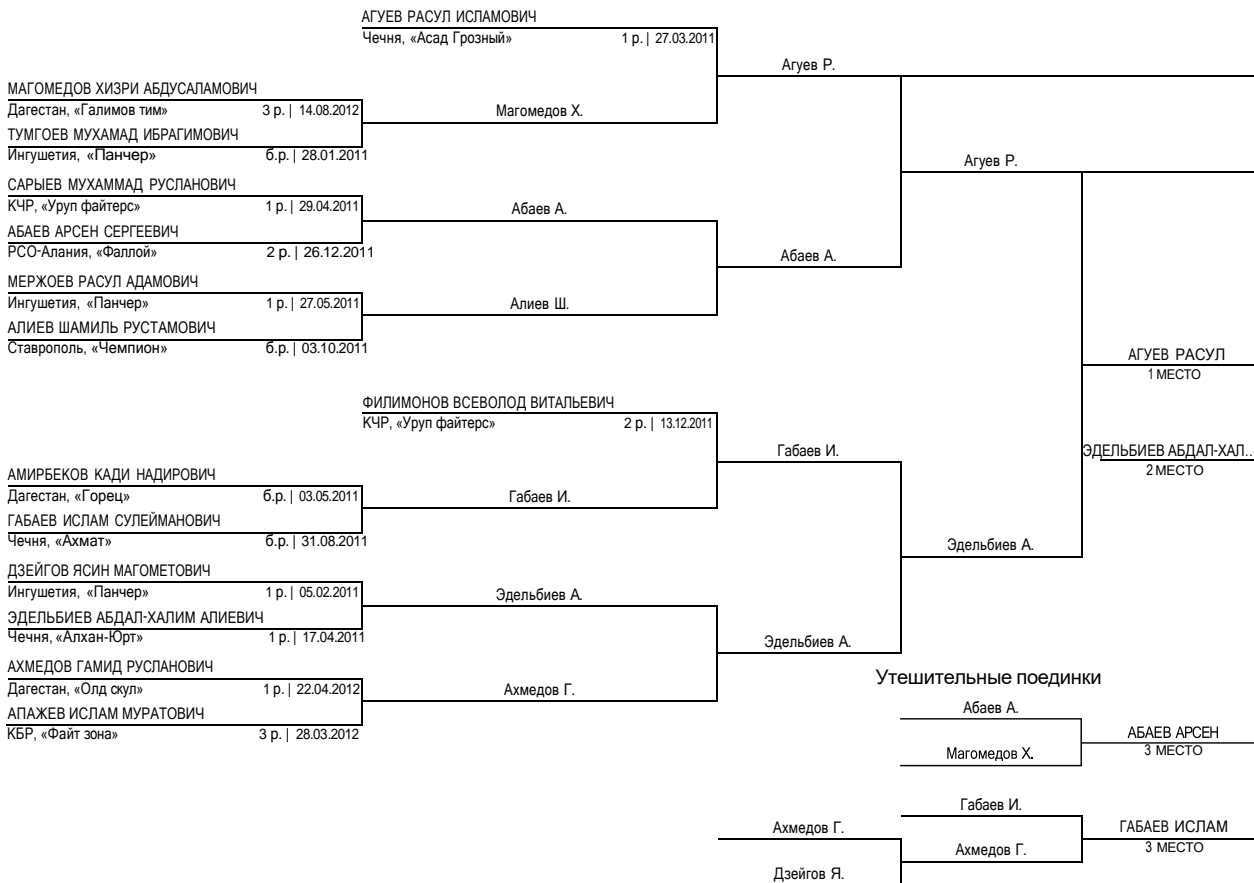 АГУЕВ РАСУЛ ИСЛАМОВИЧ
Чечня, «Асад Грозный» 1 р. | 27.03.2011
Агуев Р.
МАГОМЕДОВ ХИЗРИ АБДУСАЛАМОВИЧ
Дагестан, «Галимов тим» 3 р. | 14.08.2012
Магомедов Х.
ТУМГОЕВ МУХАМАД ИБРАГИМОВИЧ
Ингушетия, «Панчер» б.р. | 28.01.2011
Агуев Р.
САРЫЕВ МУХАММАД РУСЛАНОВИЧ
КЧР, «Уруп файтерс» 1 р. | 29.04.2011
Абаев А.
АБАЕВ АРСЕН СЕРГЕЕВИЧ
РСО-Алания, «Фаллой» 2 р. | 26.12.2011
Абаев А.
МЕРЖОЕВ РАСУЛ АДАМОВИЧ
Ингушетия, «Панчер» 1 р. | 27.05.2011
Алиев Ш.
АЛИЕВ ШАМИЛЬ РУСТАМОВИЧ
Ставрополь, «Чемпион» б.р. | 03.10.2011
АГУЕВ РАСУЛ
1 МЕСТО
ФИЛИМОНОВ ВСЕВОЛОД ВИТАЛЬЕВИЧ
КЧР, «Уруп файтерс» 2 р. | 13.12.2011
Габаев И.
ЭДЕЛЬБИЕВ АБДАЛ-ХАЛ...
2 МЕСТО
АМИРБЕКОВ КАДИ НАДИРОВИЧ
Дагестан, «Горец» б.р. | 03.05.2011
Габаев И.
ГАБАЕВ ИСЛАМ СУЛЕЙМАНОВИЧ
Чечня, «Ахмат» б.р. | 31.08.2011
Эдельбиев А.
ДЗЕЙГОВ ЯСИН МАГОМЕТОВИЧ
Ингушетия, «Панчер» 1 р. | 05.02.2011
Эдельбиев А.
ЭДЕЛЬБИЕВ АБДАЛ-ХАЛИМ АЛИЕВИЧ
Чечня, «Алхан-Юрт» 1 р. | 17.04.2011
Эдельбиев А.
АХМЕДОВ ГАМИД РУСЛАНОВИЧ
Дагестан, «Олд скул» 1 р. | 22.04.2012
Ахмедов Г.
АПАЖЕВ ИСЛАМ МУРАТОВИЧ
КБР, «Файт зона» 3 р. | 28.03.2012
Утешительные поединки
Абаев А.
АБАЕВ АРСЕН
3 МЕСТО
Магомедов Х.
Габаев И.
ГАБАЕВ ИСЛАМ
3 МЕСТО
Ахмедов Г.
Ахмедов Г.
Дзейгов Я.